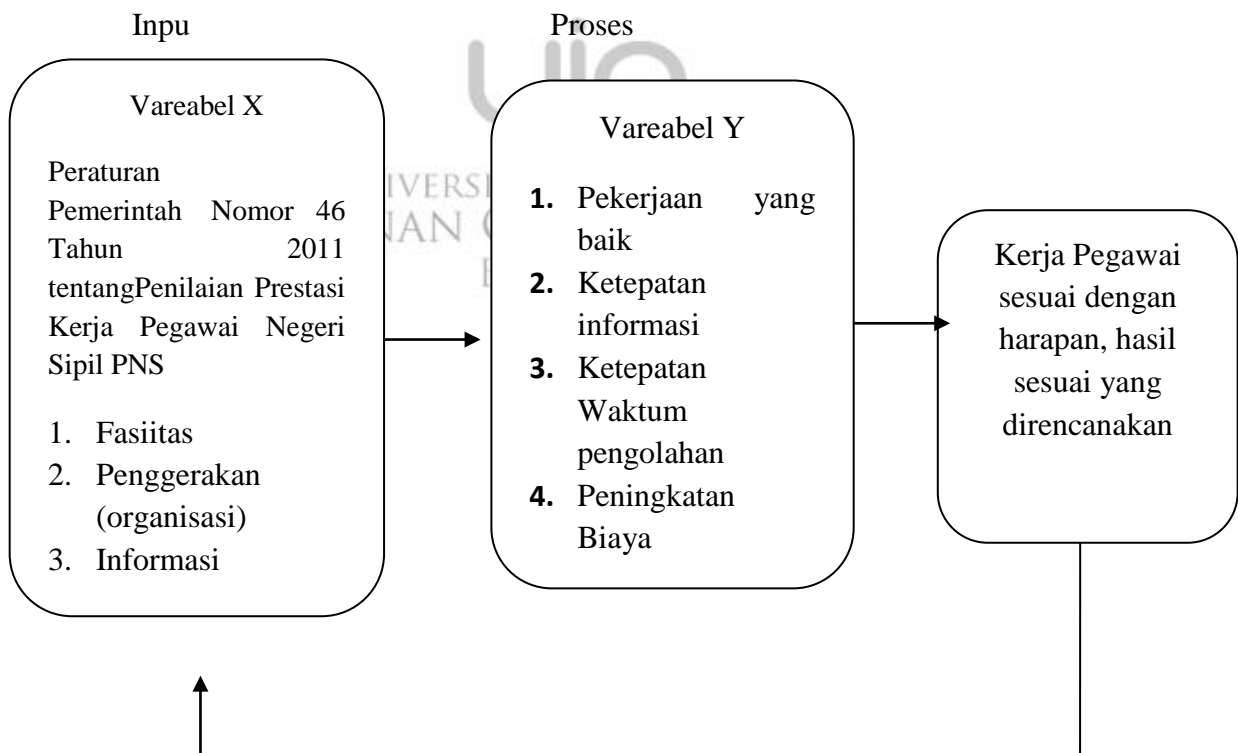 Inpu
Proses
Vareabel X
Peraturan
Pemerintah Nomor 46
Tahun 2011
tentangPenilaian Prestasi
Kerja Pegawai Negeri
Sipil PNS
1. Fasiitas
2. Penggerakan
(organisasi)
3. Informasi
Vareabel Y
1. Pekerjaan yang
baik
2. Ketepatan
informasi
3. Ketepatan
Waktum
pengolahan
4. Peningkatan
Biaya
Kerja Pegawai
sesuai dengan
harapan, hasil
sesuai yang
direncanakan